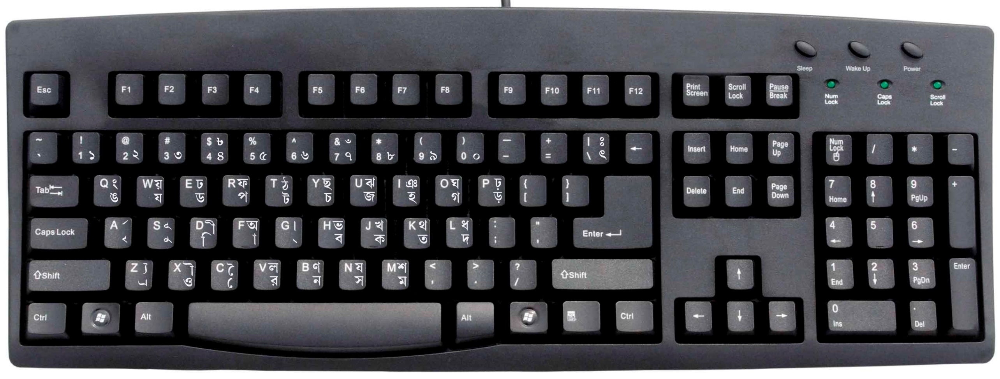 Sleep Wake Up Power
Esc F1 F2 F3 F4 F5 F6 F7 F8 F9 F10 F11 F12 Print Screen Scroll Lock Pause Break
Num Lock Caps Lock Scroll Lock
~ ! @ # $ ৳ % ^ & ঁ * ( ) — + | ঃ
` 1 ১ 2 ২ 3 ৩ 4 ৪ 5 ৫ 6 ৬ 7 ৭ 8 ৮ 9 ৯ 0 ০ – = \ ৎ ←
Insert Home Page Up Num Lock / * -
Tab Q ং W য় E ঢ R ফ T ঠ Y ছ U ঝ I ঞ O ঘ P ঢ় { }
ঙ য ড প ট চ জ হ গ ড় [ ]
Delete End Page Down 7 Home 8 ↑ 9 PgUp +
Caps Lock A র্ S ূ D ী F অ G । H ভ J খ K থ L ধ : "
ৃ ু ি া ্ ব ক ত দ ; ' Enter
4 ← 5 6 →
⇧Shift Z ্য X ৗ C ৈ V ল B ণ N ষ M শ < > ? ⇧Shift
্র ও ে র ন স ম , . /
↑ 1 End 2 ↓ 3 PgDn Enter
Ctrl Alt Alt Ctrl ← ↓ → 0 Ins . Del